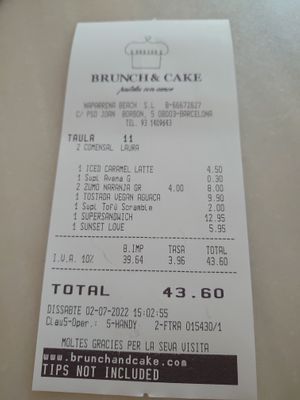 BRUNCH & CAKE
pastelitos con amor
WAPARRENA BEACH S.L B-66672627
C/ PSO JOAN BORBON, 5 08003-BARCELONA
TEL. 93 1409643
TAULA 11
2 COMENSAL LAURA
1 ICED CARAMEL LATTE 4.50
1 Supl Avena G 0.30
2 ZUMO NARANJA GR 4.00 8.00
1 TOSTADA VEGAN AGUACA 9.90
1 Supl Tofú Scramble 2.00
1 SUPERSANDWICH 12.95
1 SUNSET LOVE 5.95
B.IMP TASA TOTAL
I.V.A. 10% 39.64 3.96 43.60
TOTAL 43.60
DISSABTE 02-07-2022 15:02:55
Clau5-Oper.: 5-HANDY 2-FTRA 015430/1
MOLTES GRACIES PER LA SEVA VISITA
www.brunchandcake.com
TIPS NOT INCLUDED